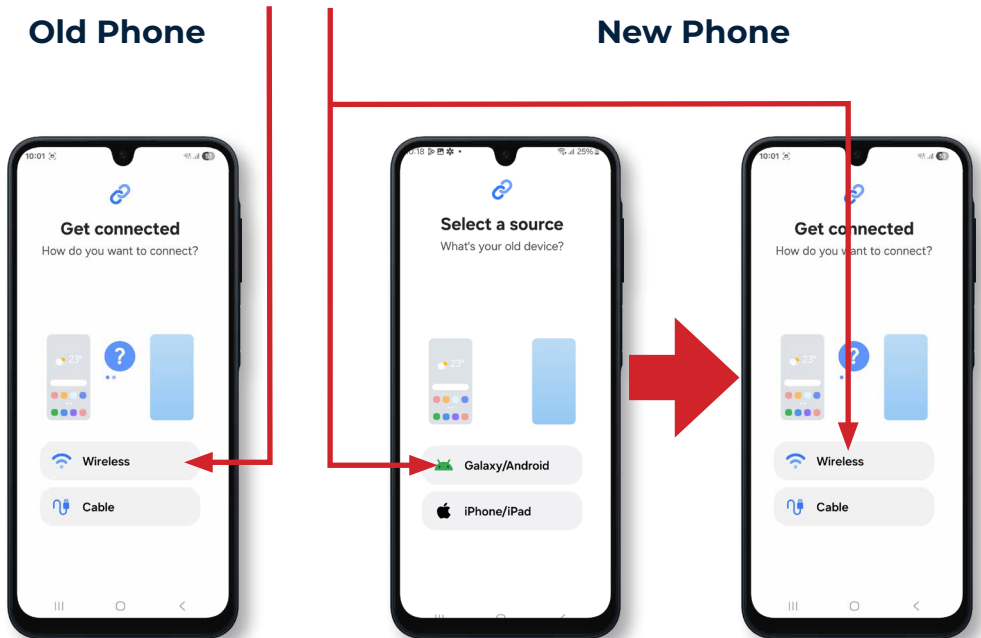 Old Phone
New Phone
10:01
Get connected
How do you want to connect?
23°
?
Wireless
Cable
:18 25%
Select a source
What's your old device?
23°
Galaxy/Android
iPhone/iPad
10:01
Get connected
How do you want to connect?
23°
?
Wireless
Cable